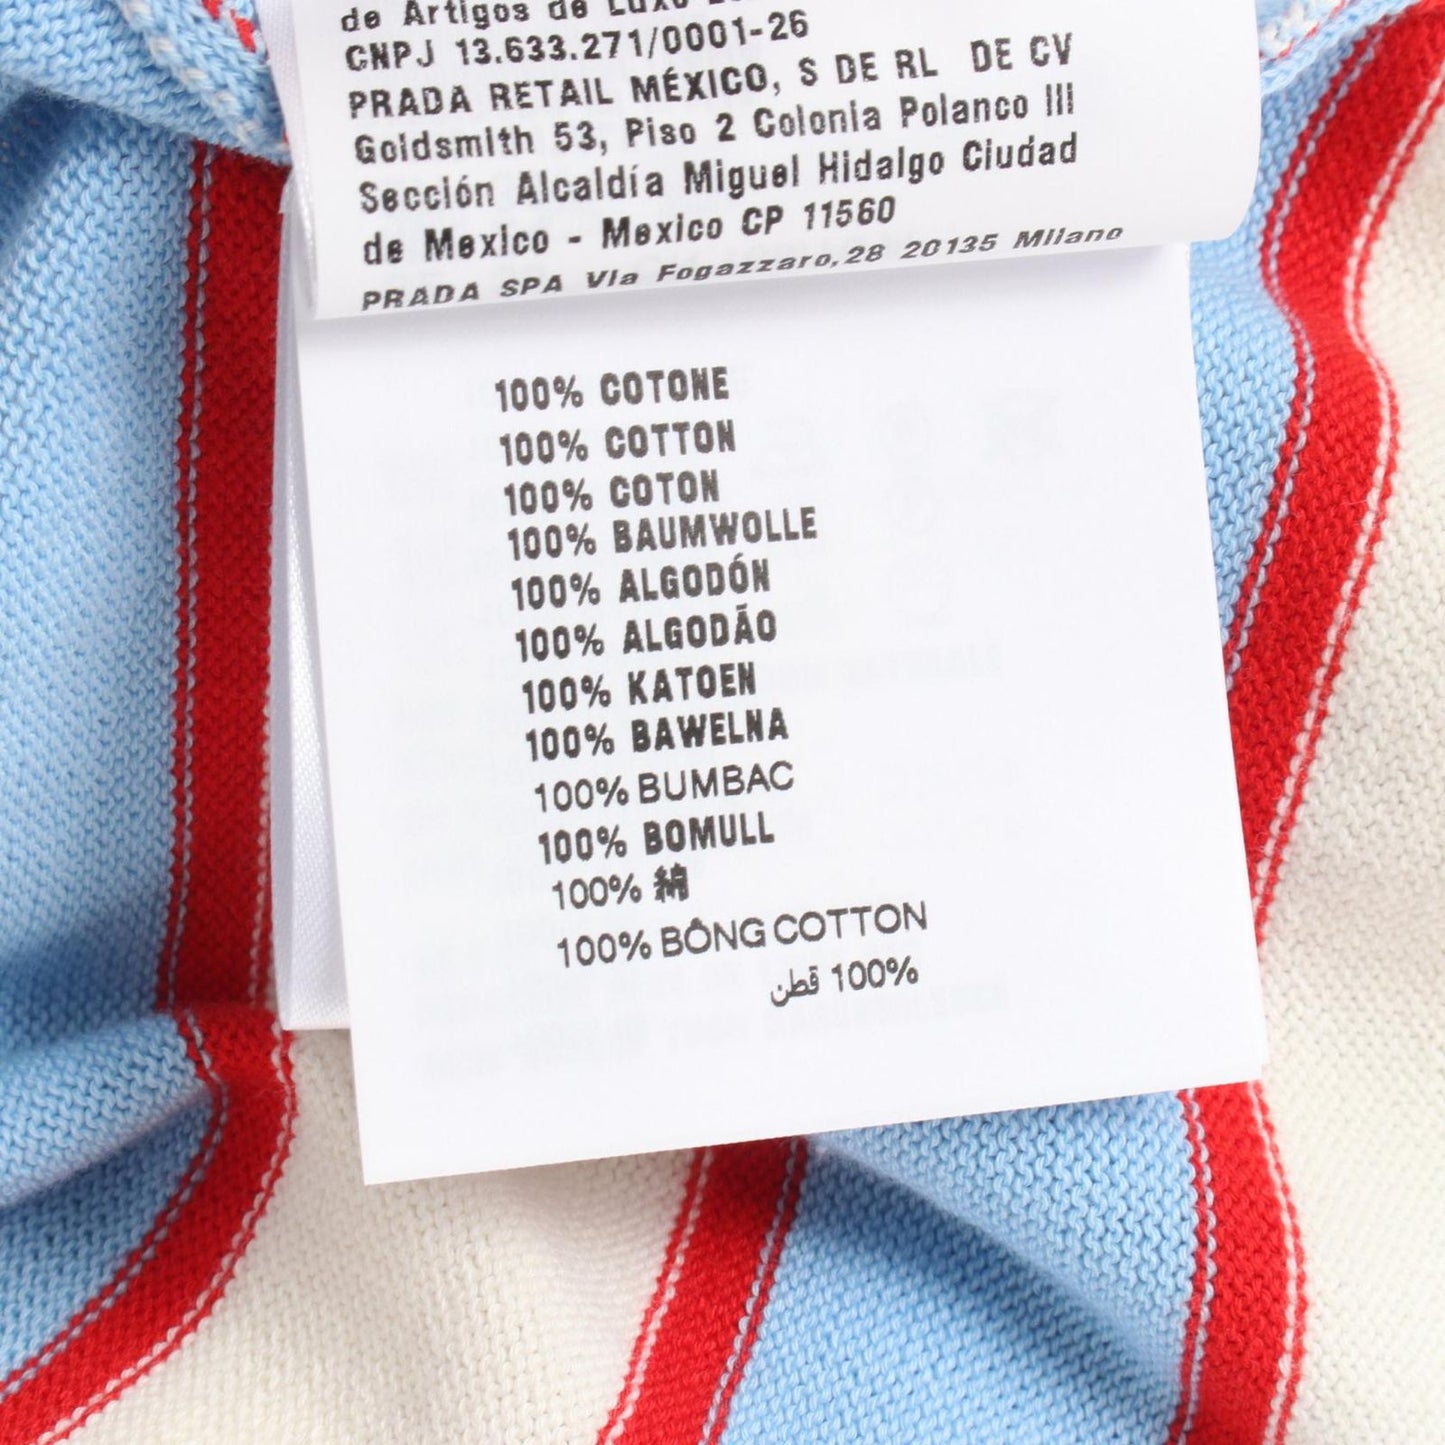 de Artigos de Luxo
CNPJ 13.633.271/0001-26
PRADA RETAIL MÉXICO, S DE RL DE CV
Goldsmith 53, Piso 2 Colonia Polanco III
Sección Alcaldía Miguel Hidalgo Ciudad
de Mexico - Mexico CP 11560
PRADA SPA Via Fogazzaro,28 20135 Milano
100% COTONE
100% COTTON
100% COTON
100% BAUMWOLLE
100% ALGODÓN
100% ALGODÃO
100% KATOEN
100% BAWEŁNA
100% BUMBAC
100% BOMULL
100% 綿
100% BÔNG COTTON
100% قطن